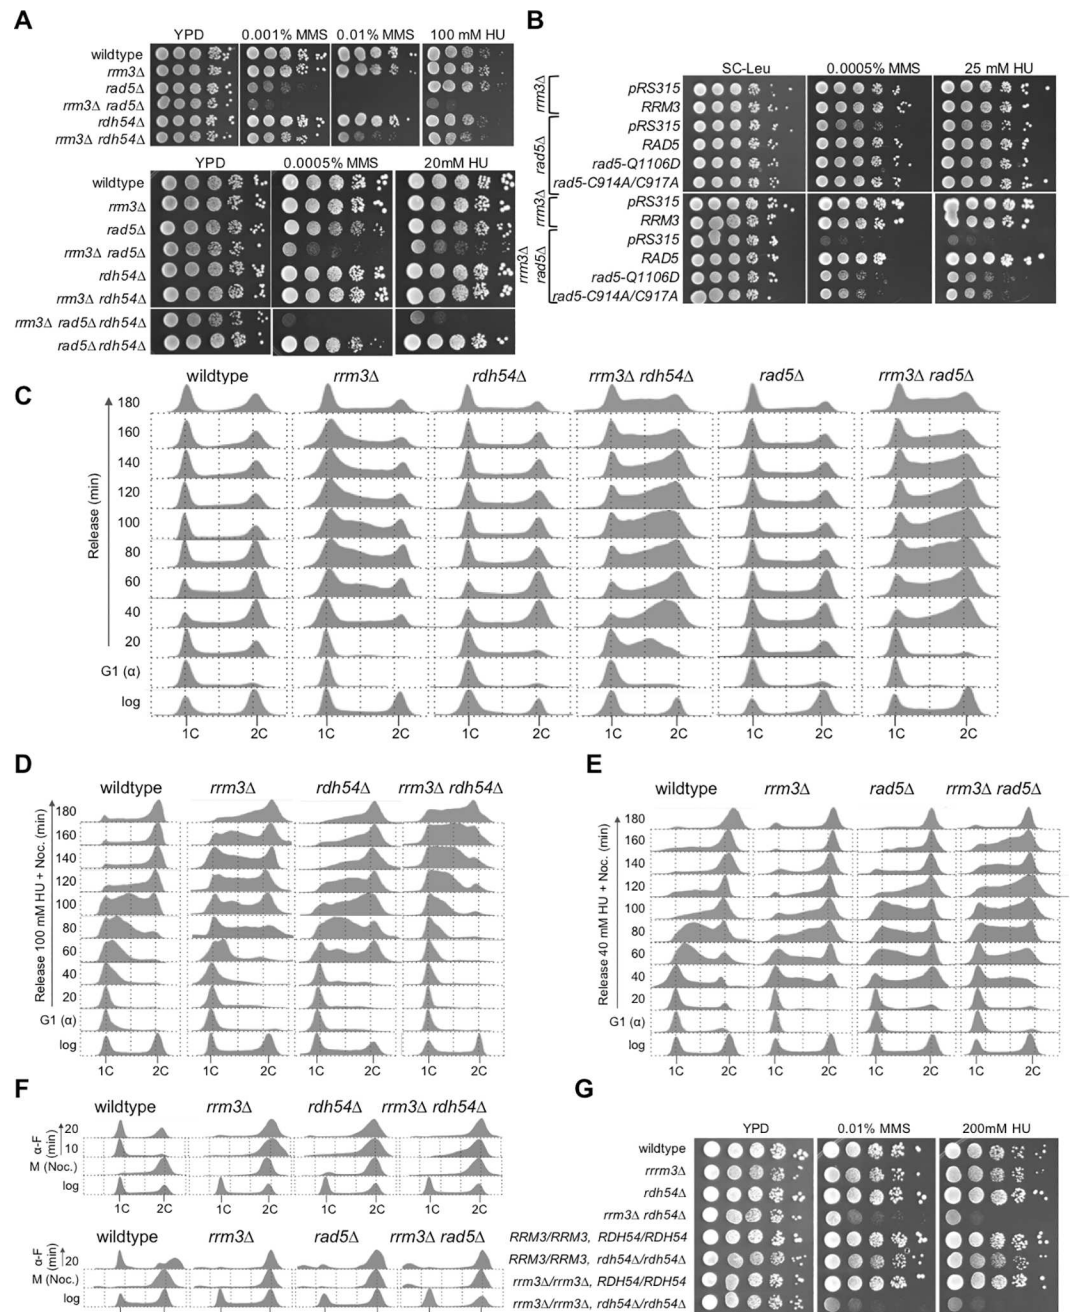 A
YPD 0.001% MMS 0.01% MMS 100 mM HU
wildtype
rrm3Δ
rad5Δ
rrm3Δ rad5Δ
rdh54Δ
rrm3Δ rdh54Δ
YPD 0.0005% MMS 20mM HU
wildtype
rrm3Δ
rad5Δ
rrm3Δ rad5Δ
rdh54Δ
rrm3Δ rdh54Δ
rrm3Δ rad5Δ rdh54Δ
rad5Δ rdh54Δ
B
SC-Leu 0.0005% MMS 25 mM HU
rrm3Δ
pRS315
RRM3
rad5Δ
pRS315
RAD5
rad5-Q1106D
rad5-C914A/C917A
rrm3Δ rad5Δ
rrm3Δ
pRS315
RRM3
rad5Δ
pRS315
RAD5
rad5-Q1106D
rad5-C914A/C917A
C
wildtype rrm3Δ rdh54Δ rrm3Δ rdh54Δ rad5Δ rrm3Δ rad5Δ
Release (min)
180
160
140
120
100
80
60
40
20
G1 (α)
log
1C 2C 1C 2C 1C 2C 1C 2C 1C 2C 1C 2C
D
wildtype rrm3Δ rdh54Δ rrm3Δ rdh54Δ
Release 100 mM HU + Noc. (min)
180
160
140
120
100
80
60
40
20
G1 (α)
log
1C 2C 1C 2C 1C 2C 1C 2C
E
wildtype rrm3Δ rad5Δ rrm3Δ rad5Δ
Release 40 mM HU + Noc. (min)
180
160
140
120
100
80
60
40
20
G1 (α)
log
1C 2C 1C 2C 1C 2C 1C 2C
F
wildtype rrm3Δ rdh54Δ rrm3Δ rdh54Δ
α-F (min)
20
10
M (Noc.)
log
1C 2C 1C 2C 1C 2C 1C 2C
wildtype rrm3Δ rad5Δ rrm3Δ rad5Δ
α-F
20
M (Noc.)
log
G
YPD 0.01% MMS 200mM HU
wildtype
rrrm3Δ
rdh54Δ
rrm3Δ rdh54Δ
RRM3/RRM3, RDH54/RDH54
RRM3/RRM3, rdh54Δ/rdh54Δ
rrm3Δ/rrm3Δ, RDH54/RDH54
rrm3Δ/rrm3Δ, rdh54Δ/rdh54Δ